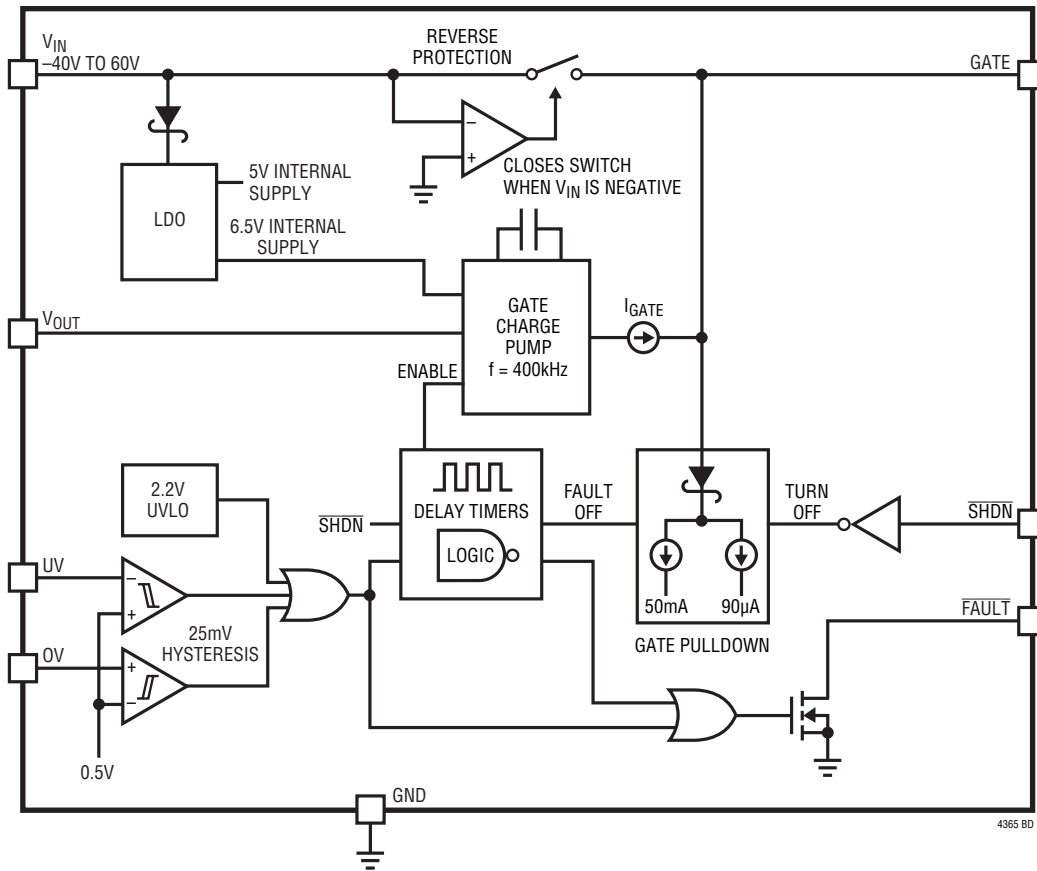 VIN
–40V TO 60V
REVERSE
PROTECTION
GATE
–
+
CLOSES SWITCH
WHEN VIN IS NEGATIVE
LDO
5V INTERNAL
SUPPLY
6.5V INTERNAL
SUPPLY
VOUT
GATE
CHARGE
PUMP
f = 400kHz
IGATE
ENABLE
2.2V
UVLO
SHDN
DELAY TIMERS
LOGIC
FAULT
OFF
TURN
OFF
SHDN
50mA
90µA
GATE PULLDOWN
FAULT
UV
–
+
25mV
HYSTERESIS
OV
+
–
0.5V
GND
4365 BD